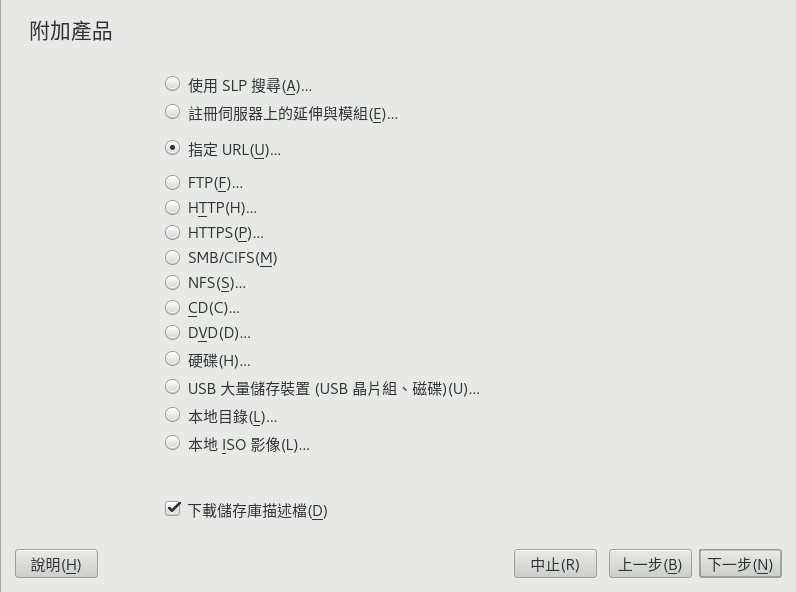 附加產品
使用 SLP 搜尋(A)...
註冊伺服器上的延伸與模組(E)...
指定 URL(U)...
FTP(F)...
HTTP(H)...
HTTPS(P)...
SMB/CIFS(M)
NFS(S)...
CD(C)...
DVD(D)...
硬碟(H)...
USB 大量儲存裝置 (USB 晶片組、磁碟)(U)...
本地目錄(L)...
本地 ISO 影像(L)...
下載儲存庫描述檔(D)
說明(H) 中止(R) 上一步(B) 下一步(N)